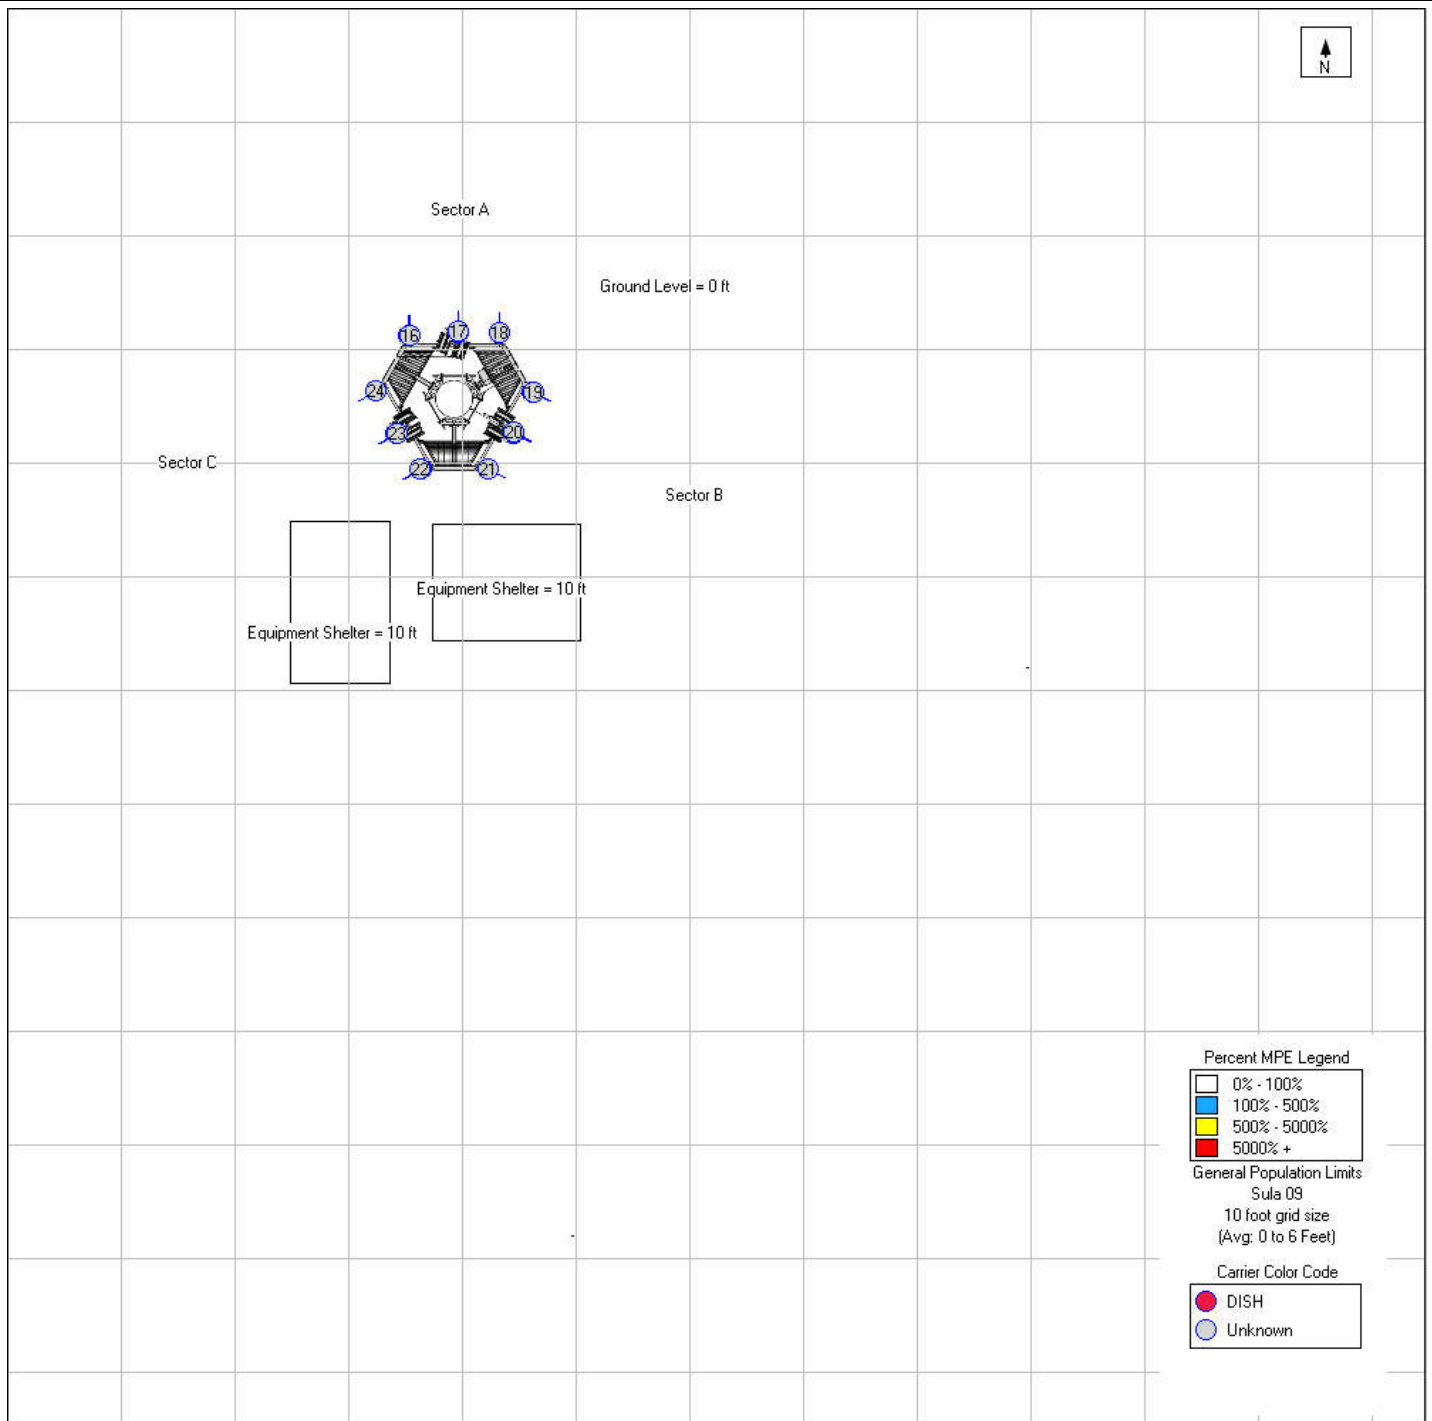 N
Sector A
Ground Level = 0 ft
16
17
18
24
19
23
20
22
21
Sector C
Sector B
Equipment Shelter = 10 ft
Equipment Shelter = 10 ft
Percent MPE Legend
0% - 100%
100% - 500%
500% - 5000%
5000% +
General Population Limits
Sula 09
10 foot grid size
(Avg: 0 to 6 Feet)
Carrier Color Code
DISH
Unknown